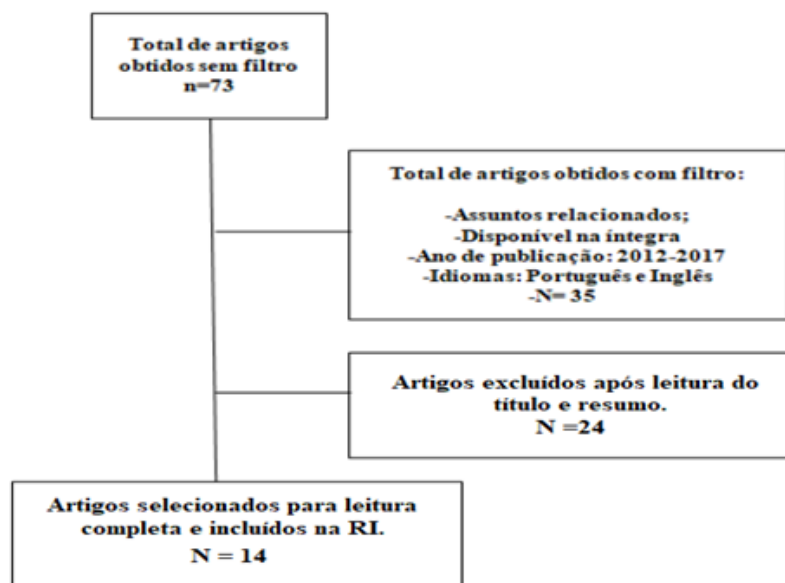 Total de artigos
obtidos sem filtro
n=73
Total de artigos obtidos com filtro:
-Assuntos relacionados;
-Disponível na íntegra
-Ano de publicação: 2012-2017
-Idiomas: Português e Inglês
-N= 35
Artigos excluídos após leitura do
título e resumo.
N =24
Artigos selecionados para leitura
completa e incluídos na RI.
N = 14